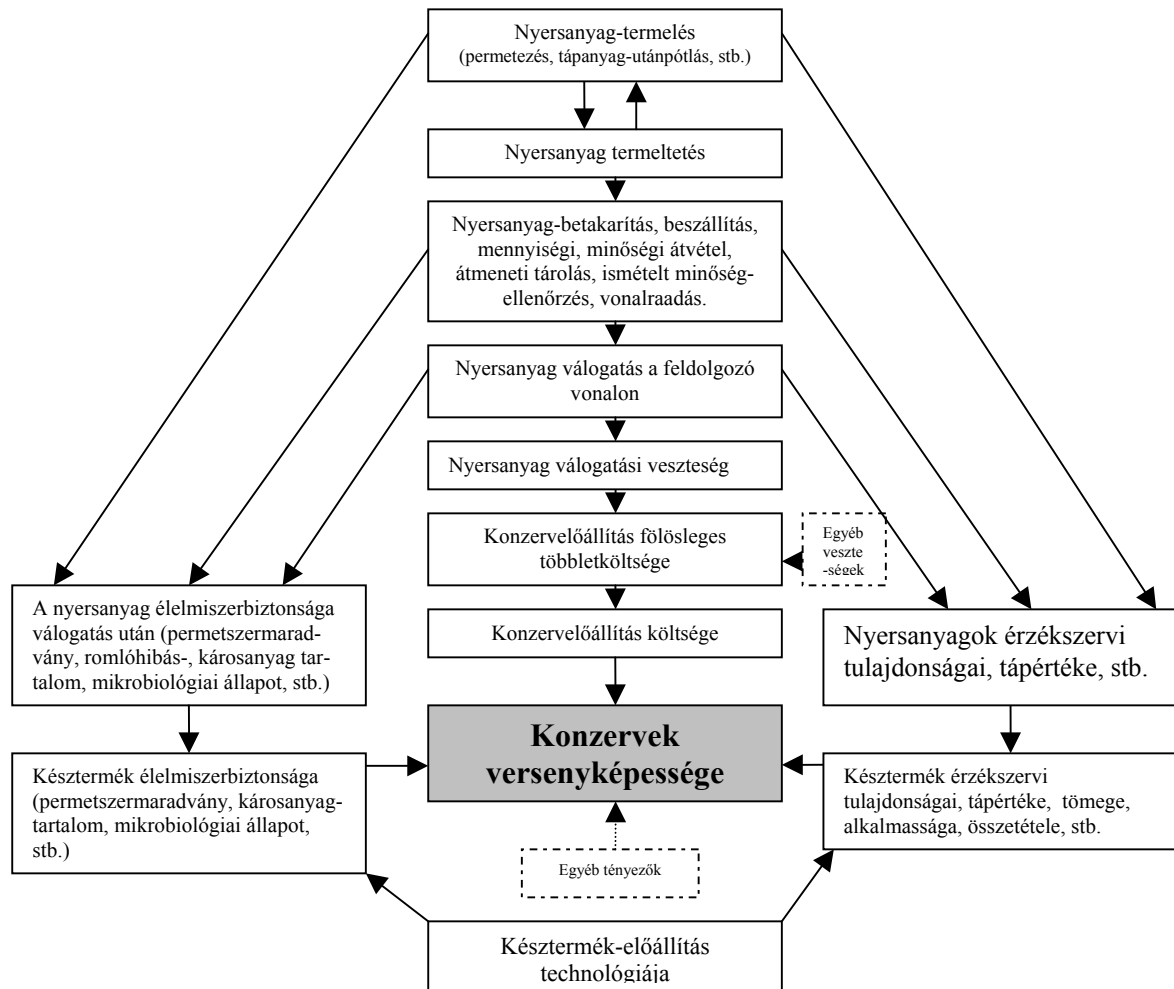 Nyersanyag-termelés
(permetezés, tápanyag-utánpótlás, stb.)
Nyersanyag termeltetés
Nyersanyag-betakarítás, beszállítás,
mennyiségi, minőségi átvétel,
átmeneti tárolás, ismételt minőség-
ellenőrzés, vonalraadás.
Nyersanyag válogatás a feldolgozó
vonalon
Nyersanyag válogatási veszteség
Konzervelőállítás fölösleges
többletköltsége
Egyéb
veszte
-ségek
A nyersanyag élelmiszerbiztonsága
válogatás után (permetszermarad-
vány, romlóhibás-, károsanyag tar-
talom, mikrobiológiai állapot, stb.)
Konzervelőállítás költsége
Nyersanyagok érzékszervi
tulajdonságai, tápértéke, stb.
Konzervek
versenyképessége
Késztermék élelmiszerbiztonsága
(permetszermaradvány, károsanyag-
tartalom, mikrobiológiai állapot,
stb.)
Késztermék érzékszervi
tulajdonságai, tápértéke, tömege,
alkalmassága, összetétele, stb.
Egyéb tényezők
Késztermék-előállítás
technológiája